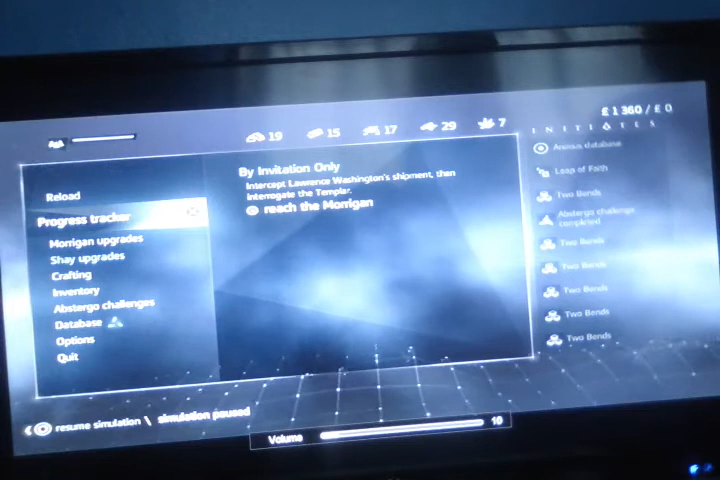 £ 1 360 / £ 0
19 15 17 29 7
INITIATES
Reload
Progress tracker
Morrigan upgrades
Shay upgrades
Crafting
Inventory
Abstergo challenges
Database
Options
Quit
By Invitation Only
Intercept Lawrence Washington's shipment, then
interrogate the Templar.
reach the Morrigan
Animus database
Leap of Faith
Two Bends
Abstergo challenge
completed
Two Bends
Two Bends
Two Bends
Two Bends
Two Bends
resume simulation \ simulation paused
Volume 10